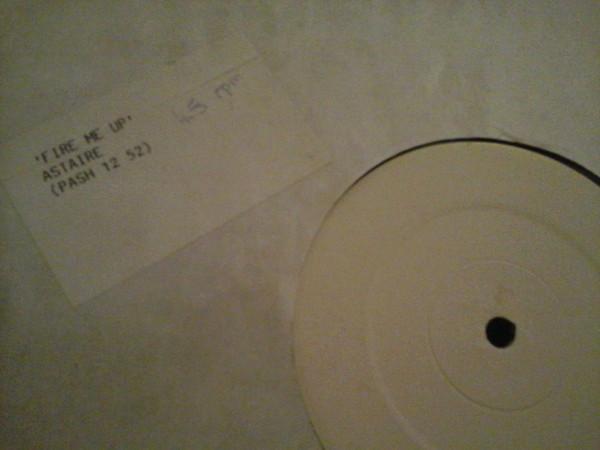 45 rpm
'FIRE ME UP'
ASTAIRE
(PASH 12 52)